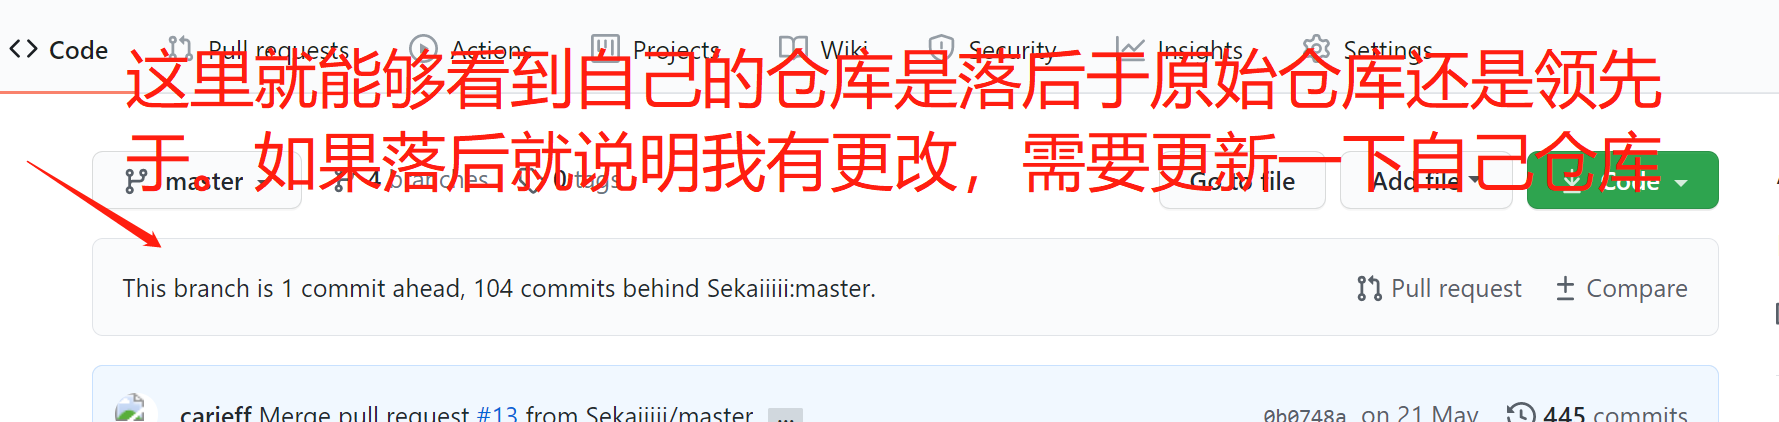 Code Pull requests Actions Projects Wiki Security Insights Settings
这里就能够看到自己的仓库是落后于原始仓库还是领先
于。如果落后就说明我有更改，需要更新一下自己仓库
master 4 branches 0 tags Go to file Add file Code
This branch is 1 commit ahead, 104 commits behind Sekaiiiii:master. Pull request Compare
carjeff Merge pull request #13 from Sekaiiiii/master ... 0b0748a on 21 May 445 commits